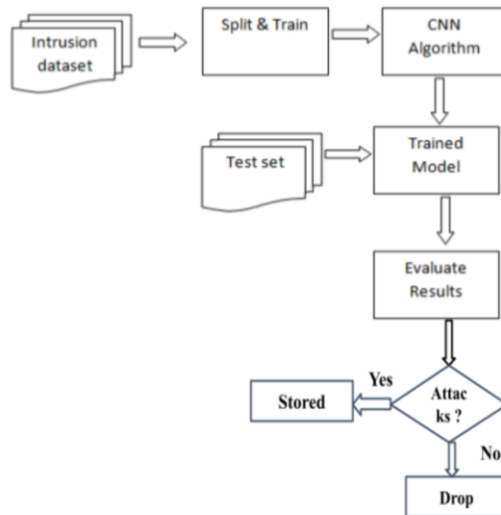 Intrusion
dataset
Split & Train
CNN
Algorithm
Test set
Trained
Model
Evaluate
Results
Yes
Attac
ks ?
Stored
No
Drop